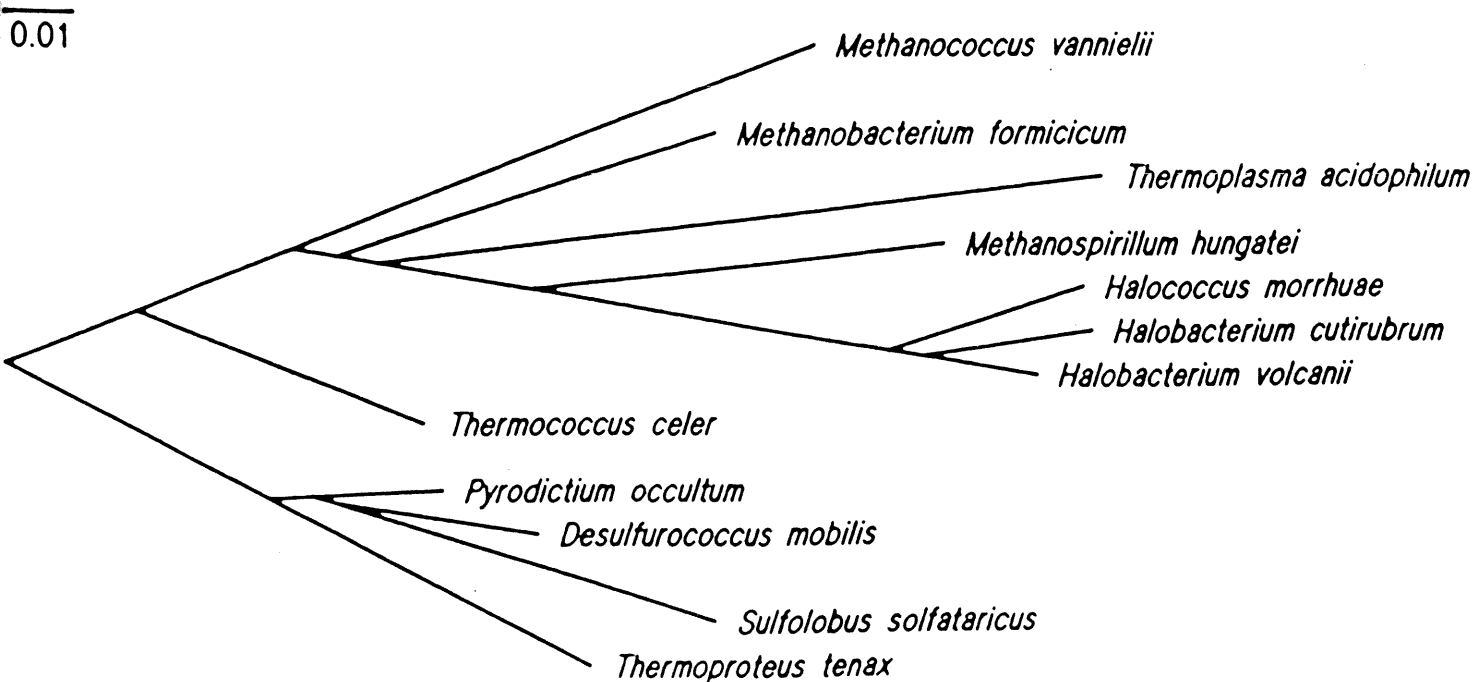 0.01
Methanococcus vannielii
Methanobacterium formicicum
Thermoplasma acidophilum
Methanospirillum hungatei
Halococcus morrhuae
Halobacterium cutirubrum
Halobacterium volcanii
Thermococcus celer
Pyrodictium occultum
Desulfurococcus mobilis
Sulfolobus solfataricus
Thermoproteus tenax